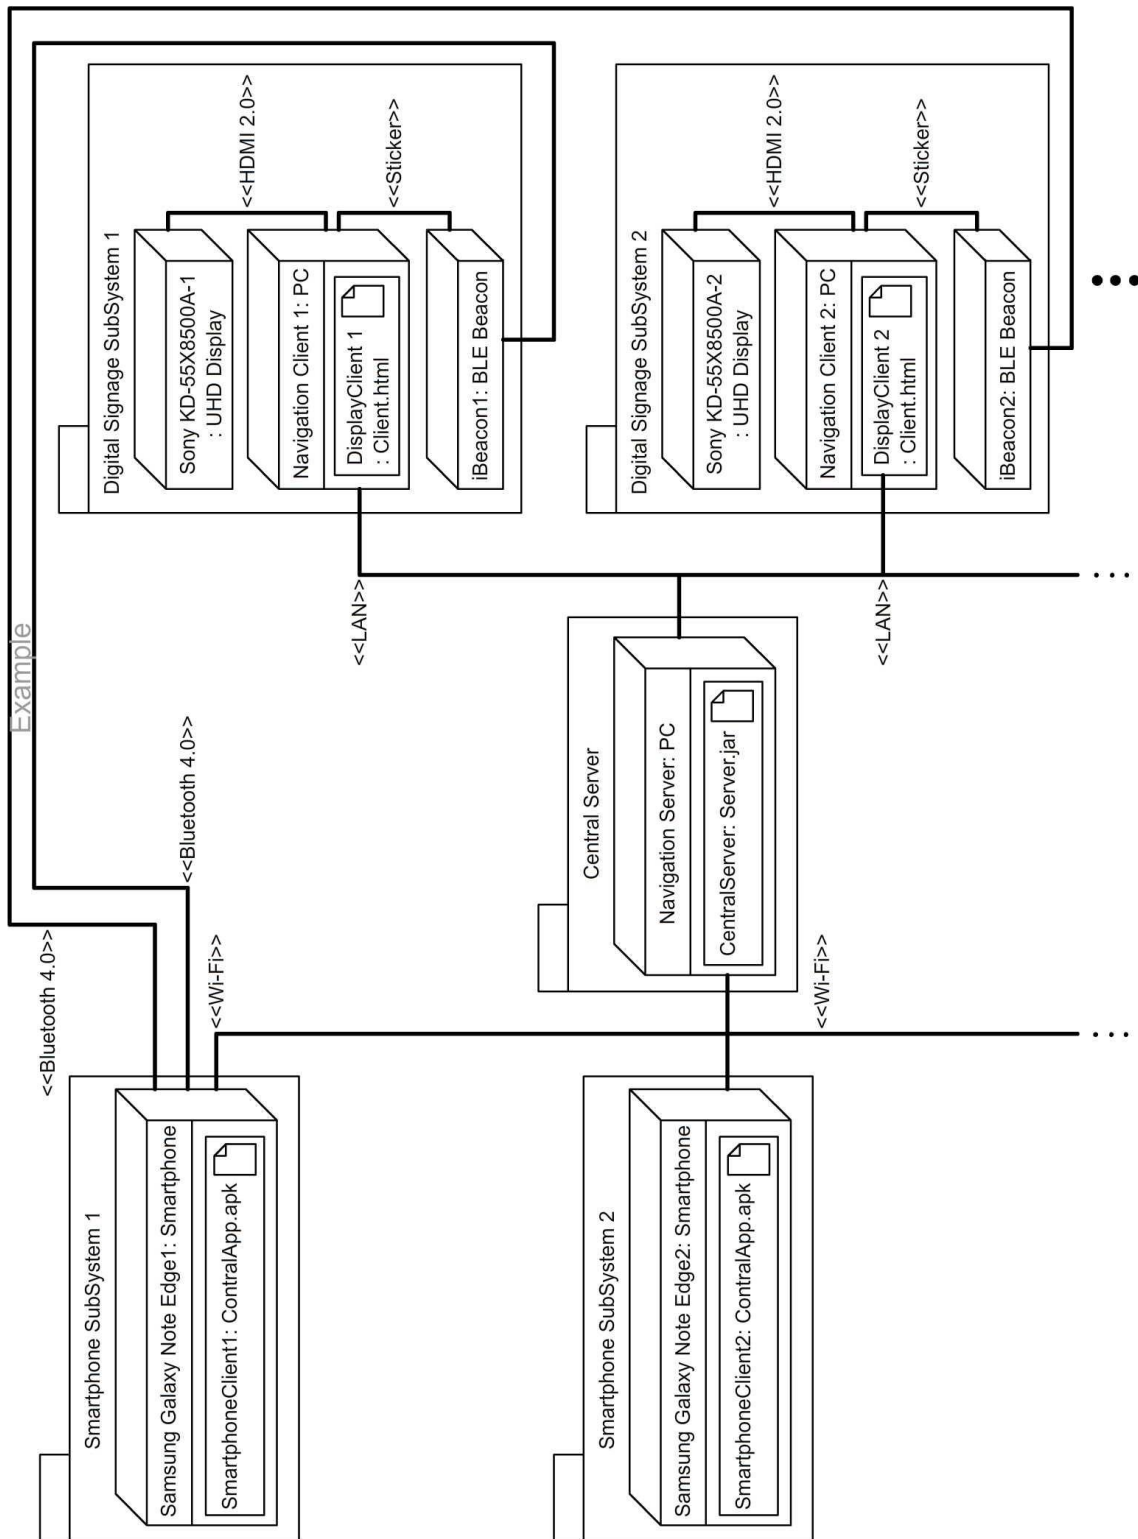 Example
Smartphone SubSystem 1
Samsung Galaxy Note Edge1: Smartphone
SmartphoneClient1: ContralApp.apk
<<Bluetooth 4.0>>
<<Bluetooth 4.0>>
<<Wi-Fi>>
Smartphone SubSystem 2
Samsung Galaxy Note Edge2: Smartphone
SmartphoneClient2: ContralApp.apk
<<Wi-Fi>>
...
Central Server
Navigation Server: PC
CentralServer: Server.jar
<<LAN>>
<<LAN>>
...
Digital Signage SubSystem 1
Sony KD-55X8500A-1
: UHD Display
<<HDMI 2.0>>
Navigation Client 1: PC
DisplayClient 1
: Client.html
<<Sticker>>
iBeacon1: BLE Beacon
Digital Signage SubSystem 2
Sony KD-55X8500A-2
: UHD Display
<<HDMI 2.0>>
Navigation Client 2: PC
DisplayClient 2
: Client.html
<<Sticker>>
iBeacon2: BLE Beacon
...